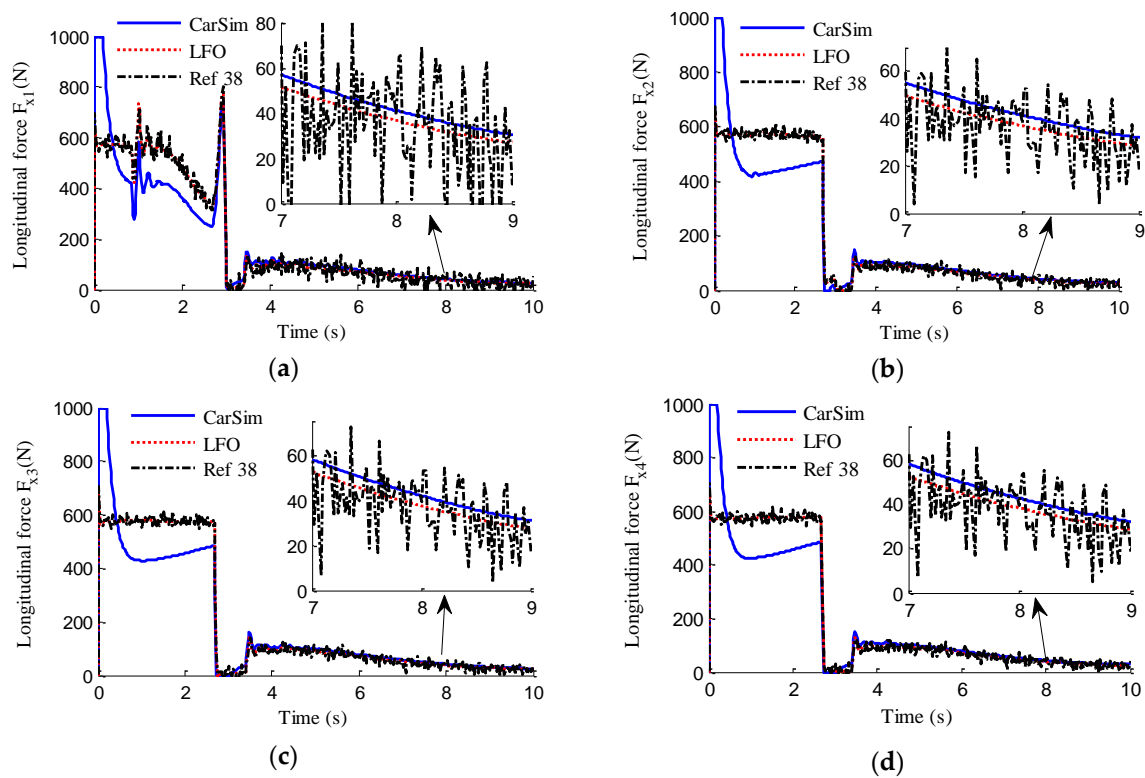 CarSim
LFO
Ref 38
Longitudinal force F_x1(N)
1000
800
600
400
200
0
0 2 4 6 8 10
Time (s)
80
60
40
20
0
7 8 9
(a)
CarSim
LFO
Ref 38
Longitudinal force F_x2(N)
1000
800
600
400
200
0
0 2 4 6 8 10
Time (s)
60
40
20
0
7 8 9
(b)
CarSim
LFO
Ref 38
Longitudinal force F_x3(N)
1000
800
600
400
200
0
0 2 4 6 8 10
Time (s)
60
40
20
0
7 8 9
(c)
CarSim
LFO
Ref 38
Longitudinal force F_x4(N)
1000
800
600
400
200
0
0 2 4 6 8 10
Time (s)
60
40
20
0
7 8 9
(d)